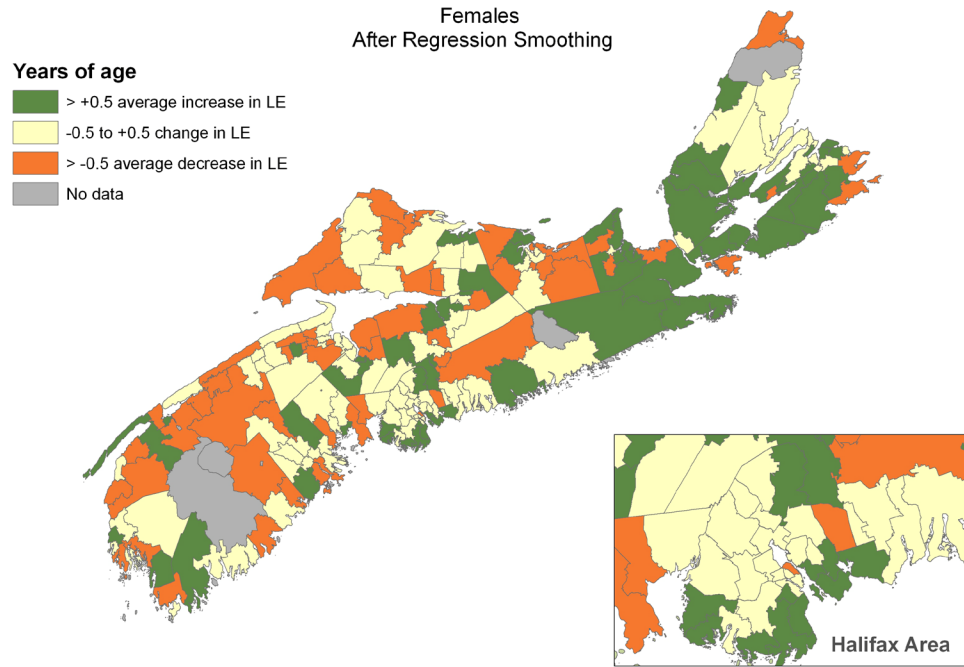 Females
After Regression Smoothing
Years of age
> +0.5 average increase in LE
-0.5 to +0.5 change in LE
> -0.5 average decrease in LE
No data
Halifax Area